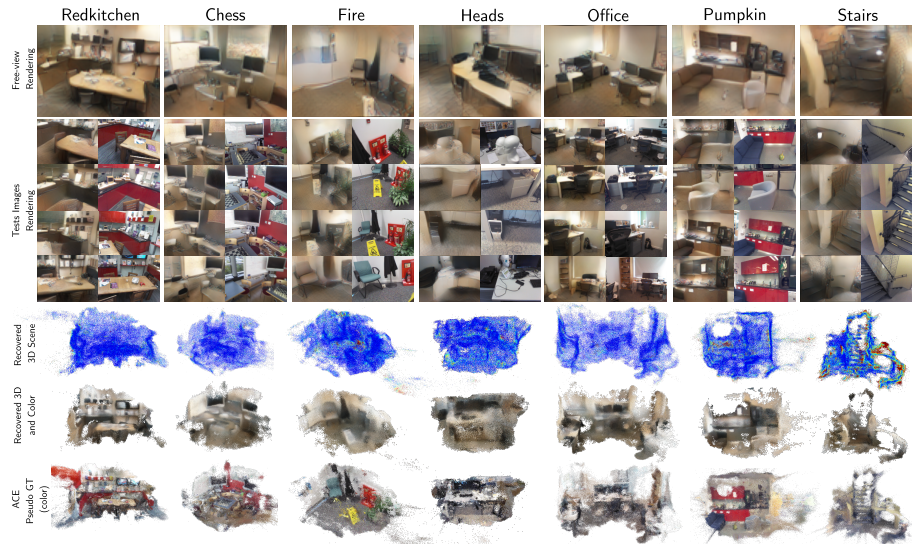 Redkitchen Chess Fire Heads Office Pumpkin Stairs
Free-view
Rendering
Tests Images
Rendering
Recovered
3D Scene
Recovered 3D
and Color
ACE
Pseudo GT
(color)